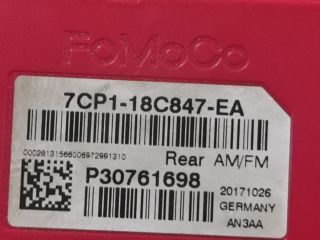 FoMoCo
7CP1-18C847-EA
00028131566006972991310
Rear AM/FM
P30761698
20171026
GERMANY
AN3AA